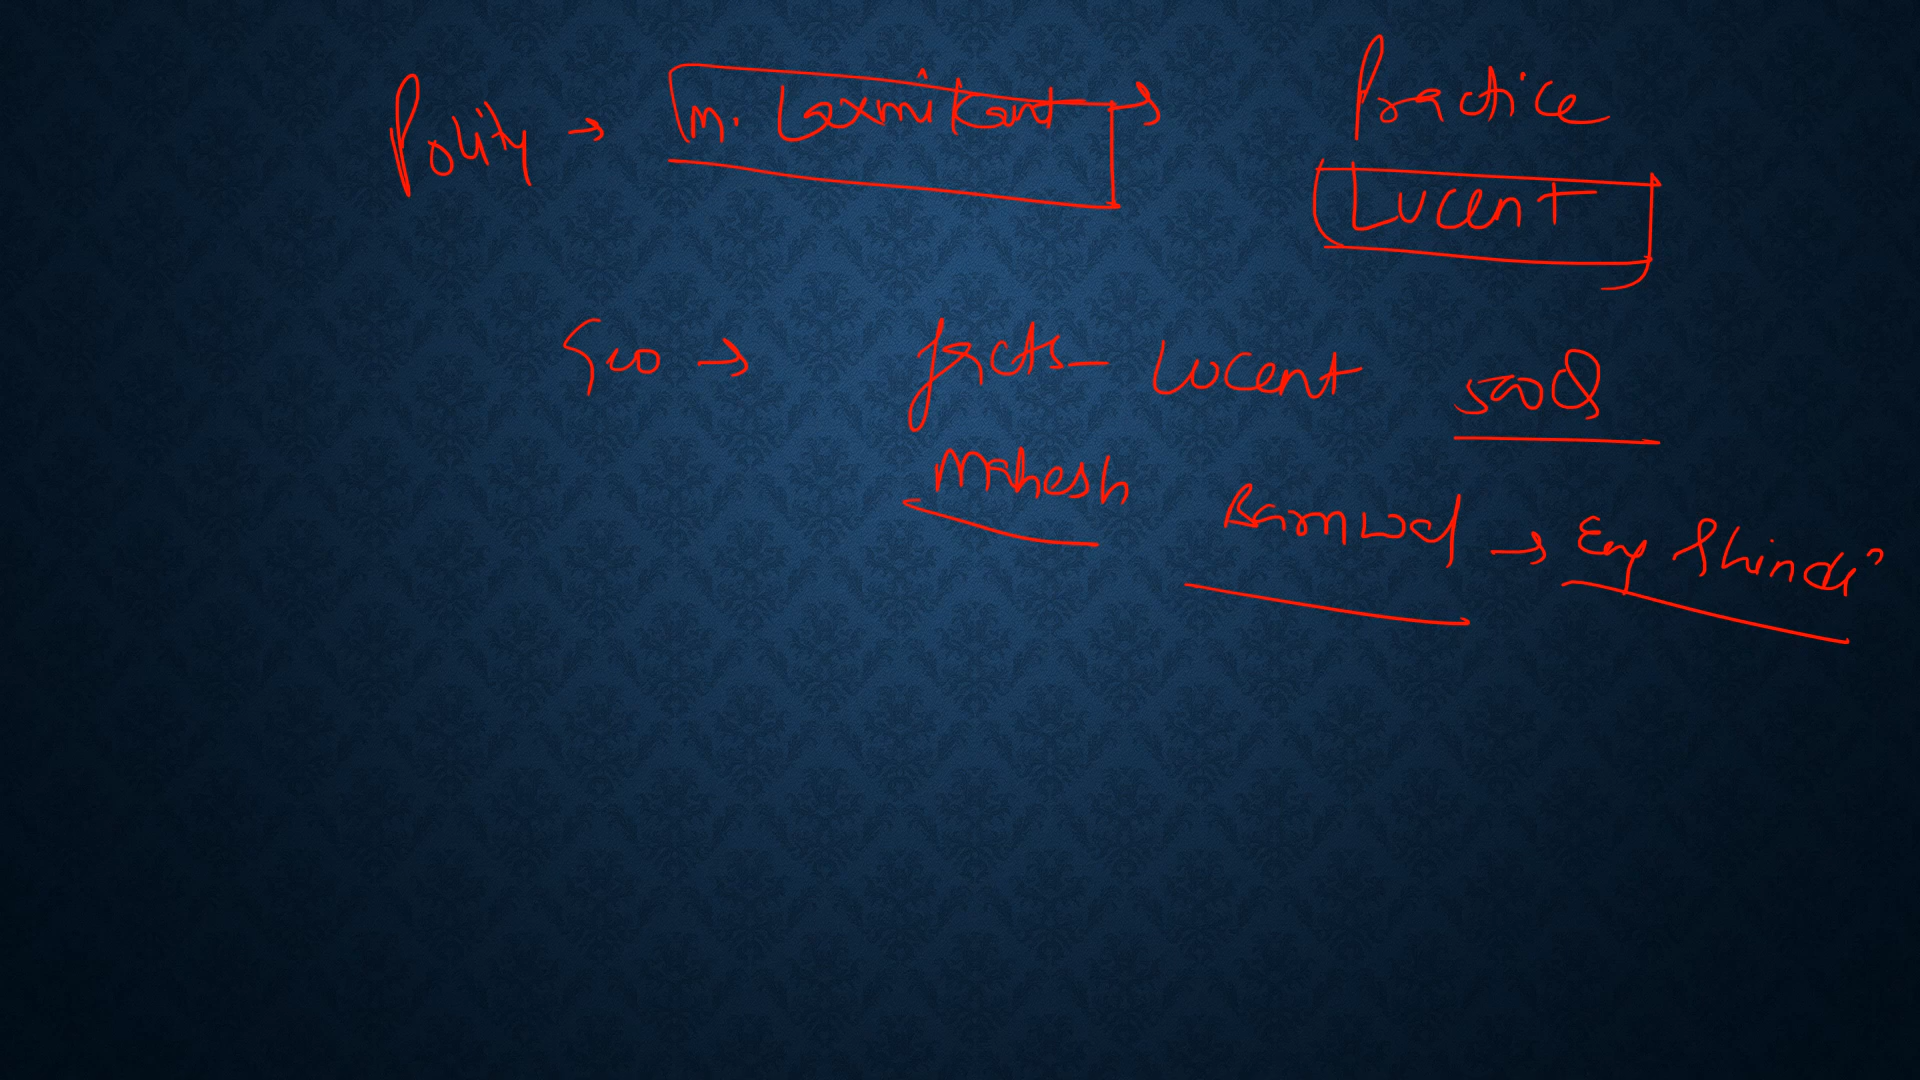 Polity → M. Laxmikant → Practice
Lucent
Geo → facts - Lucent 500Q
Mahesh Barnwal → Eng & hindi